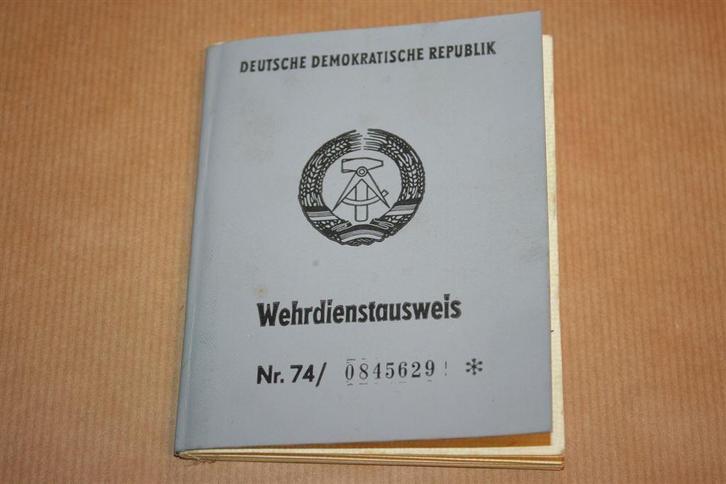 DEUTSCHE DEMOKRATISCHE REPUBLIK
Wehrdienstausweis
Nr. 74/ 0845629 *